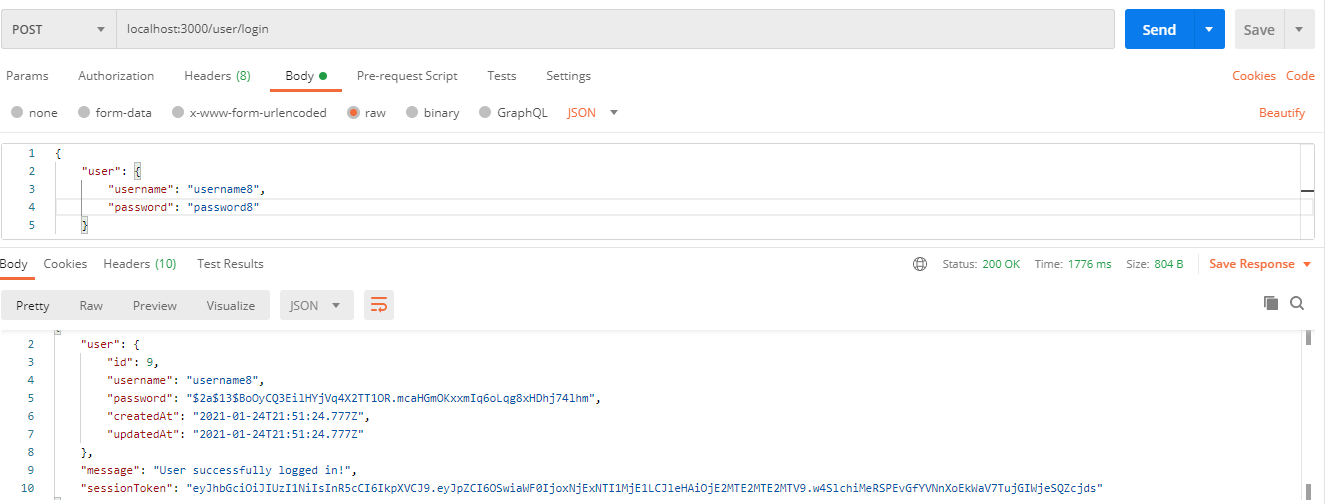 POST localhost:3000/user/login Send Save
Params Authorization Headers (8) Body Pre-request Script Tests Settings Cookies Code
none form-data x-www-form-urlencoded raw binary GraphQL JSON Beautify
1 {
2 "user": {
3 "username": "username8",
4 "password": "password8"
5 }
Body Cookies Headers (10) Test Results Status: 200 OK Time: 1776 ms Size: 804 B Save Response
Pretty Raw Preview Visualize JSON
2 "user": {
3 "id": 9,
4 "username": "username8",
5 "password": "$2a$13$BoOyCQ3EilHYjVq4X2TT1OR.mcaHGmOKxxmIq6oLqg8xHDhj74lhm",
6 "createdAt": "2021-01-24T21:51:24.777Z",
7 "updatedAt": "2021-01-24T21:51:24.777Z"
8 },
9 "message": "User successfully logged in!",
10 "sessionToken": "eyJhbGciOiJIUzI1NiIsInR5cCI6IkpXVCJ9.eyJpZCI6OSwiaWF0IjoxNjExNTI1MjE1LCJleHAiOjE2MTE2MTE2MTV9.w4SlchiMeRSPEvGfYVNnXoEkWaV7TujGIWjeSQZcjds"